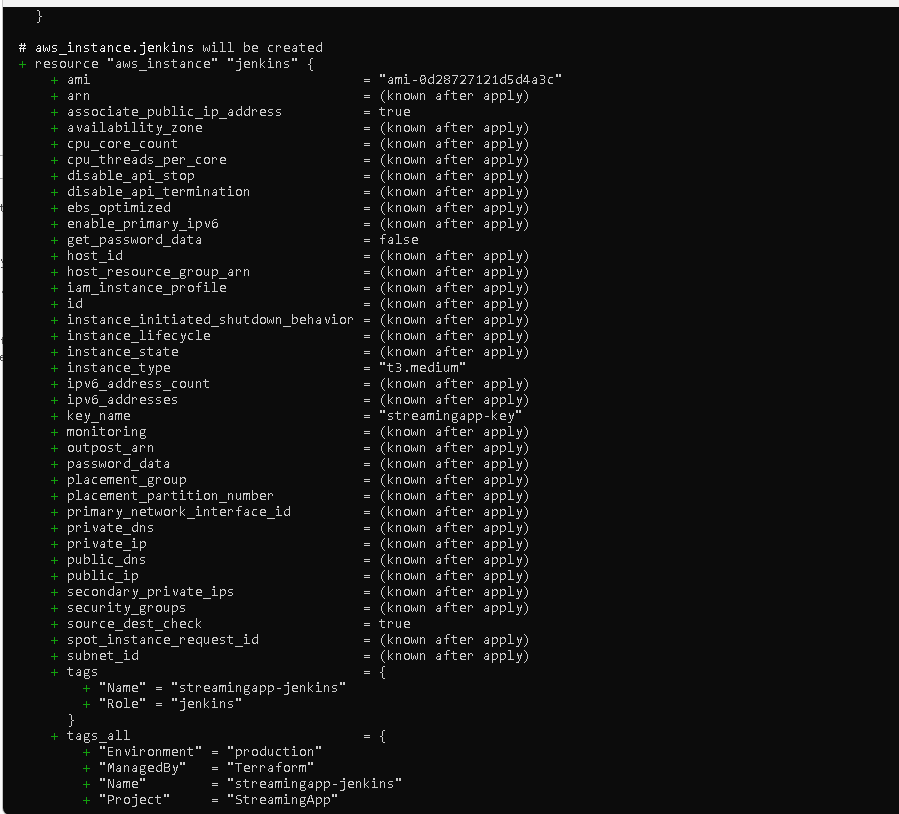 }
# aws_instance.jenkins will be created
+ resource "aws_instance" "jenkins" {
+ ami = "ami-0d28727121d5d4a3c"
+ arn = (known after apply)
+ associate_public_ip_address = true
+ availability_zone = (known after apply)
+ cpu_core_count = (known after apply)
+ cpu_threads_per_core = (known after apply)
+ disable_api_stop = (known after apply)
+ disable_api_termination = (known after apply)
+ ebs_optimized = (known after apply)
+ enable_primary_ipv6 = (known after apply)
+ get_password_data = false
+ host_id = (known after apply)
+ host_resource_group_arn = (known after apply)
+ iam_instance_profile = (known after apply)
+ id = (known after apply)
+ instance_initiated_shutdown_behavior = (known after apply)
+ instance_lifecycle = (known after apply)
+ instance_state = (known after apply)
+ instance_type = "t3.medium"
+ ipv6_address_count = (known after apply)
+ ipv6_addresses = (known after apply)
+ key_name = "streamingapp-key"
+ monitoring = (known after apply)
+ outpost_arn = (known after apply)
+ password_data = (known after apply)
+ placement_group = (known after apply)
+ placement_partition_number = (known after apply)
+ primary_network_interface_id = (known after apply)
+ private_dns = (known after apply)
+ private_ip = (known after apply)
+ public_dns = (known after apply)
+ public_ip = (known after apply)
+ secondary_private_ips = (known after apply)
+ security_groups = (known after apply)
+ source_dest_check = true
+ spot_instance_request_id = (known after apply)
+ subnet_id = (known after apply)
+ tags = {
+ "Name" = "streamingapp-jenkins"
+ "Role" = "jenkins"
}
+ tags_all = {
+ "Environment" = "production"
+ "ManagedBy" = "Terraform"
+ "Name" = "streamingapp-jenkins"
+ "Project" = "StreamingApp"